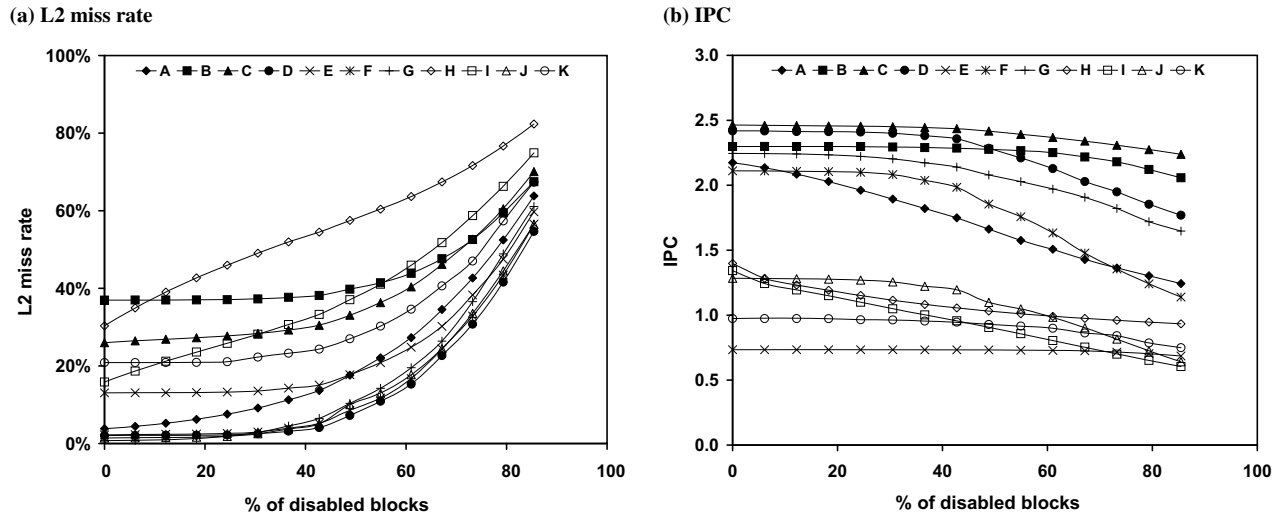 (a) L2 miss rate
100%
80%
60%
40%
20%
0%
A B C D E F G H I J K
L2 miss rate
0 20 40 60 80 100
% of disabled blocks
(b) IPC
3.0
2.5
2.0
1.5
1.0
0.5
0.0
A B C D E F G H I J K
IPC
0 20 40 60 80 100
% of disabled blocks